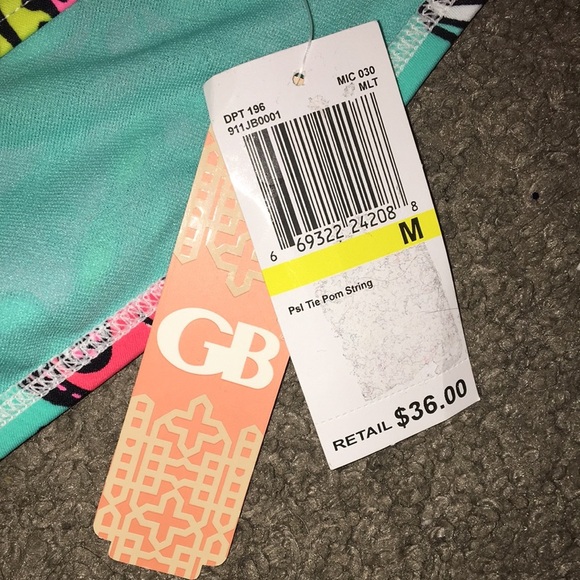 DPT 196
MIC 030
911JB0001
MLT
6 69322 24208 8
M
Psl Tie Pom String
RETAIL $36.00
GB